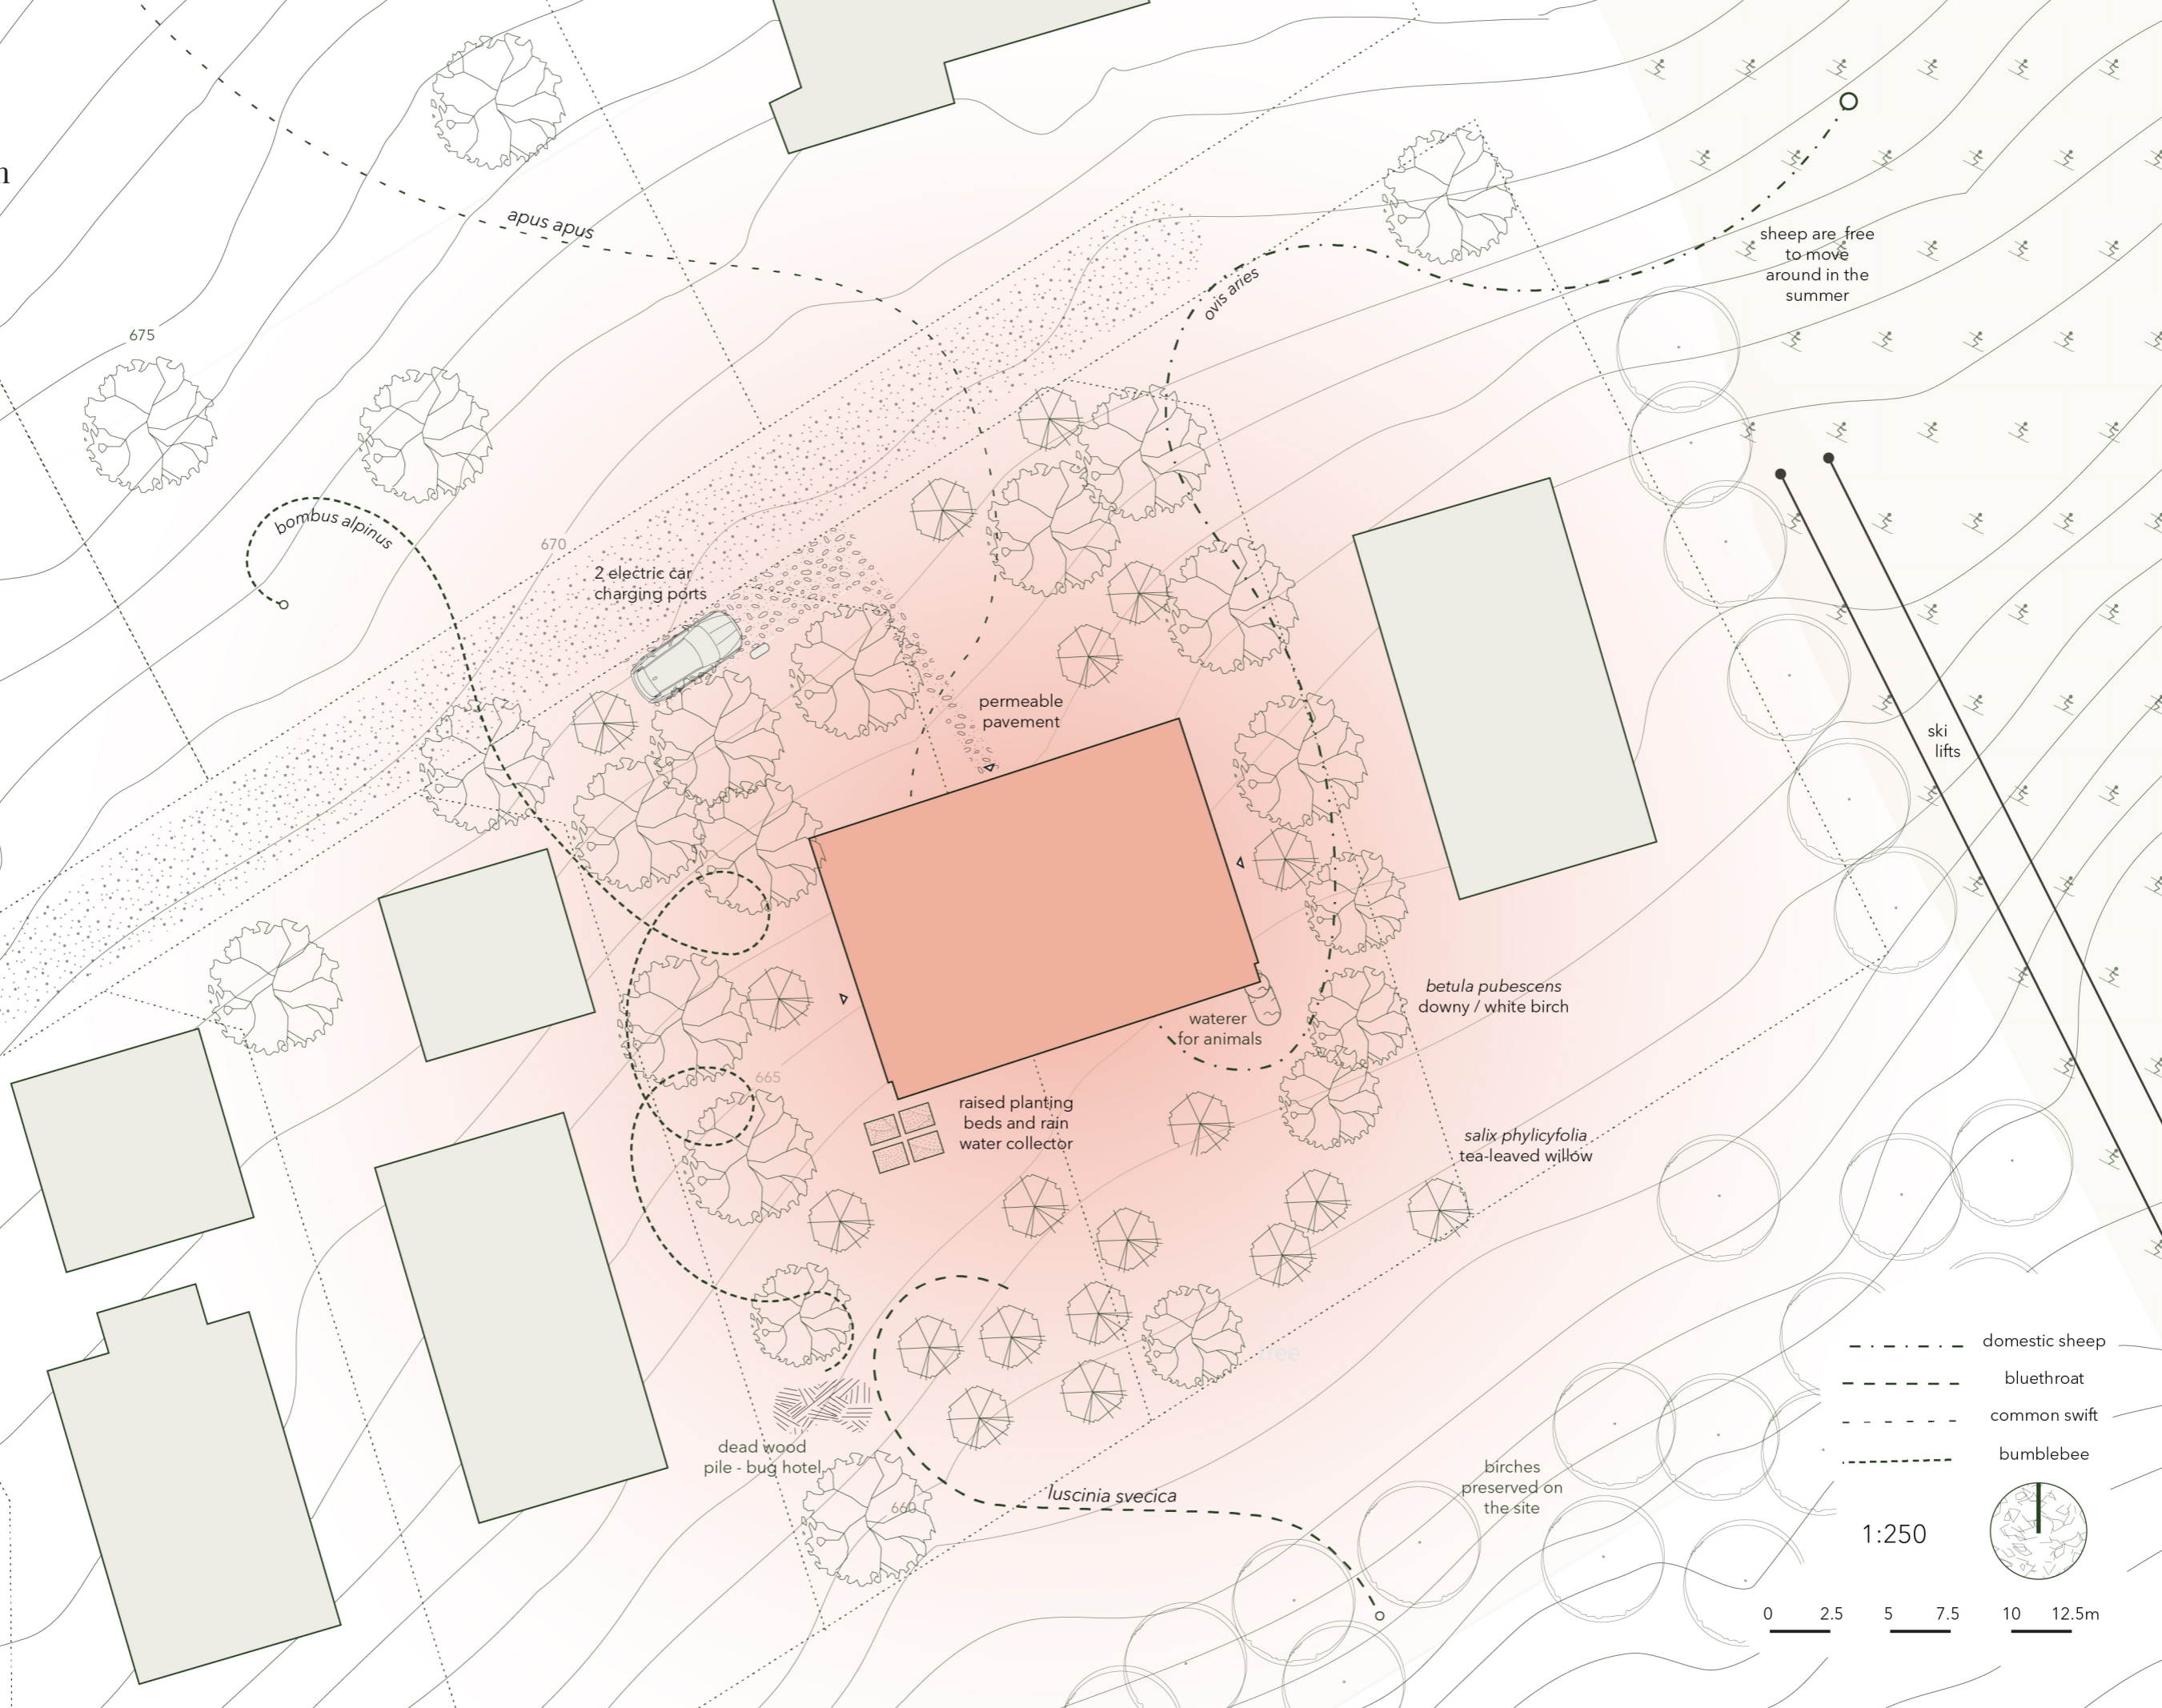 apus apus
ovis aries
sheep are free
to move
around in the
summer
675
bombus alpinus
670
2 electric car
charging ports
permeable
pavement
ski
lifts
betula pubescens
downy / white birch
waterer
for animals
665
raised planting
beds and rain
water collector
salix phylicyfolia
tea-leaved willow
tree
domestic sheep
bluethroat
common swift
bumblebee
dead wood
pile - bug hotel
660
luscinia svecica
birches
preserved on
the site
1:250
0 2.5 5 7.5 10 12.5m